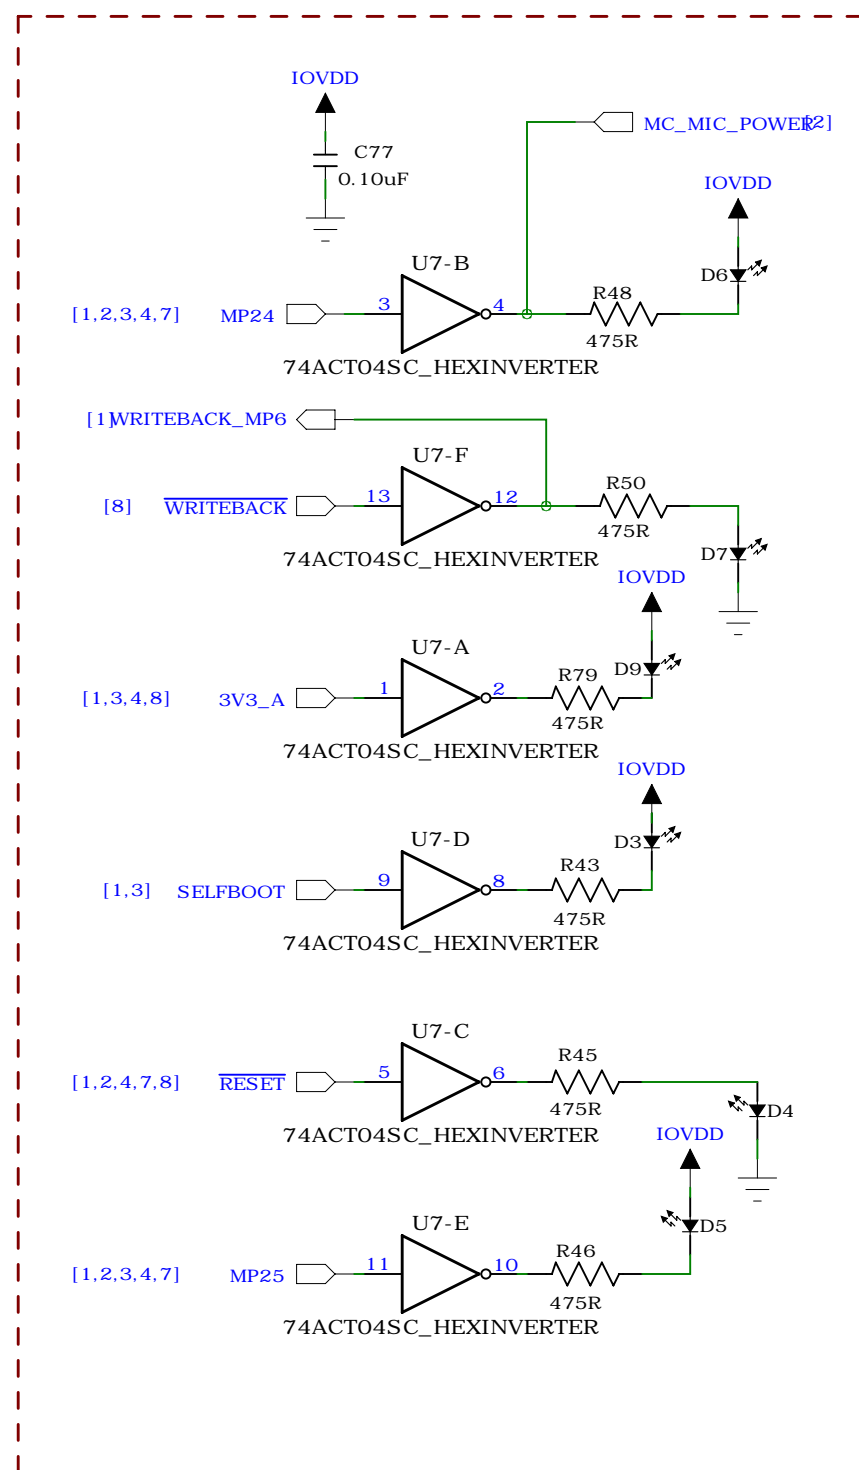 IOVDD
C77
0.10uF
MC_MIC_POWER[2]
IOVDD
U7-B
D6
R48
[1,2,3,4,7] MP24 3 4
475R
74ACT04SC_HEXINVERTER
[1]WRITEBACK_MP6
U7-F
R50
[8] WRITEBACK 13 12
475R
D7
74ACT04SC_HEXINVERTER
IOVDD
U7-A
R79 D9
[1,3,4,8] 3V3_A 1 2
475R
74ACT04SC_HEXINVERTER
IOVDD
U7-D D3
R43
[1,3] SELFBOOT 9 8
475R
74ACT04SC_HEXINVERTER
U7-C
R45
[1,2,4,7,8] RESET 5 6
475R D4
74ACT04SC_HEXINVERTER
IOVDD
U7-E D5
R46
[1,2,3,4,7] MP25 11 10
475R
74ACT04SC_HEXINVERTER